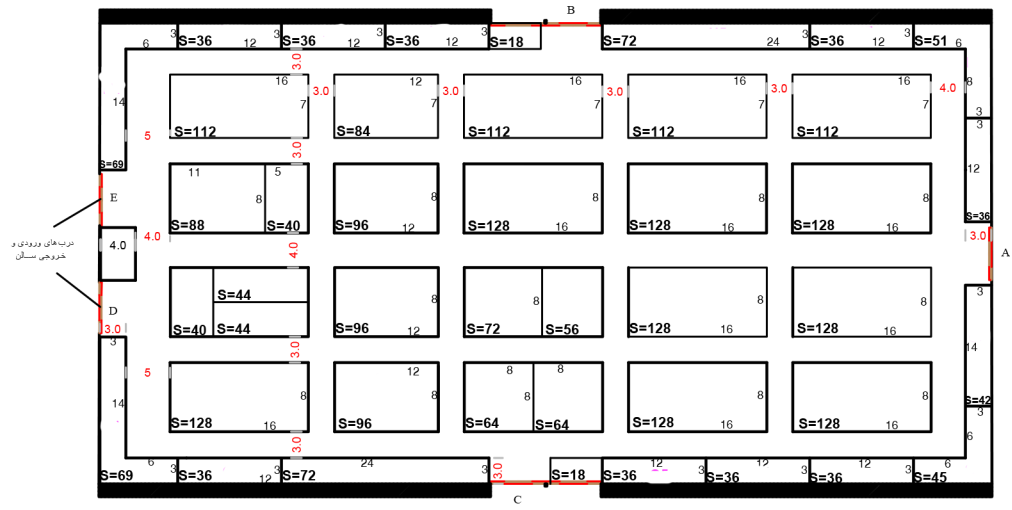 B
3 3 3 3 3 3
6 S=36 12 S=36 12 S=36 12 S=18 S=72 24 S=36 12 S=51 6
3.0
16 12 16 16 16 8
3.0 3.0 3.0 3.0 4.0
14 7 7 7 7 7 3
5 3
S=112 S=84 S=112 S=112 S=112
3.0
S=69 11 5 12
E 8 8 8 8 8
S=88 S=40 S=96 12 S=128 16 S=128 16 S=128 16 S=36
درب های ورودی و
خروجی ســالن
4.0 4.0 4.0 3.0 A
S=44 3
8 8 8 8
D
3.0 S=40 S=44 S=96 12 S=72 S=56 S=128 16 S=128 16
3 3.0 14
5 12 8 8
14 8 8 8 8 8 S=42
3
S=128 16 S=96 S=64 S=64 S=128 16 S=128 16 6
3.0
6 24 3.0 12 12 12 6
3 3 3 3 3 3
S=69 S=36 12 S=72 S=18 S=36 S=36 S=36 S=45
C